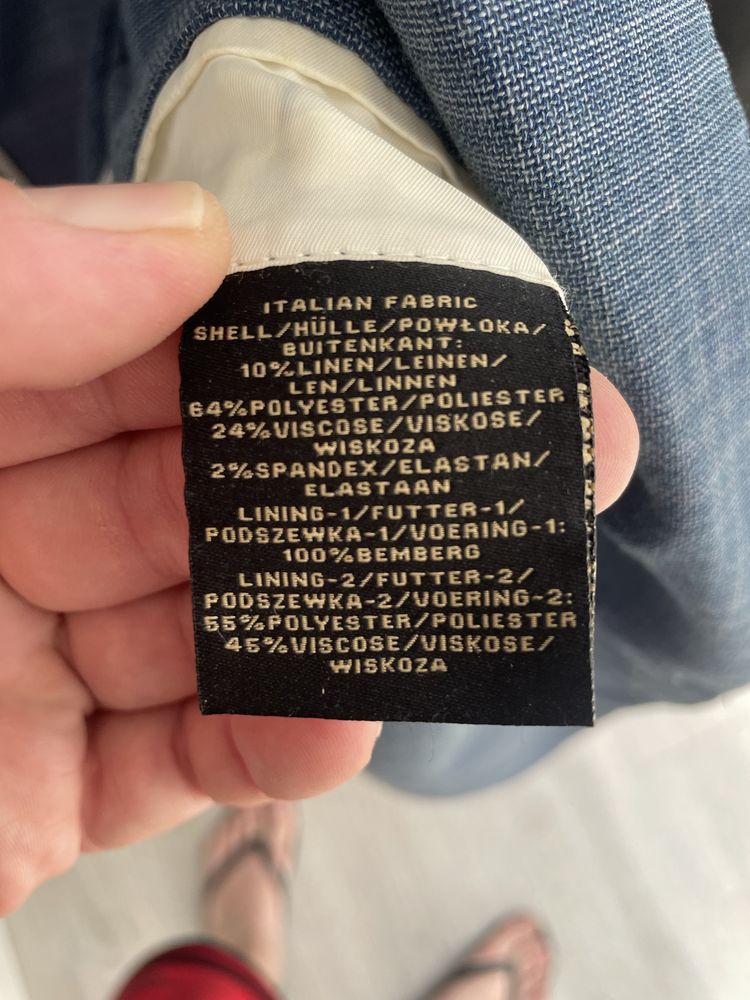 ITALIAN FABRIC
SHELL/HÜLLE/POWŁOKA/
BUITENKANT:
10%LINEN/LEINEN/
LEN/LINNEN
64%POLYESTER/POLIESTER
24%VISCOSE/VISKOSE/
WISKOZA
2%SPANDEX/ELASTAN/
ELASTAAN
LINING-1/FUTTER-1/
PODSZEWKA-1/VOERING-1:
100%BEMBERG
LINING-2/FUTTER-2/
PODSZEWKA-2/VOERING-2:
55%POLYESTER/POLIESTER
45%VISCOSE/VISKOSE/
WISKOZA